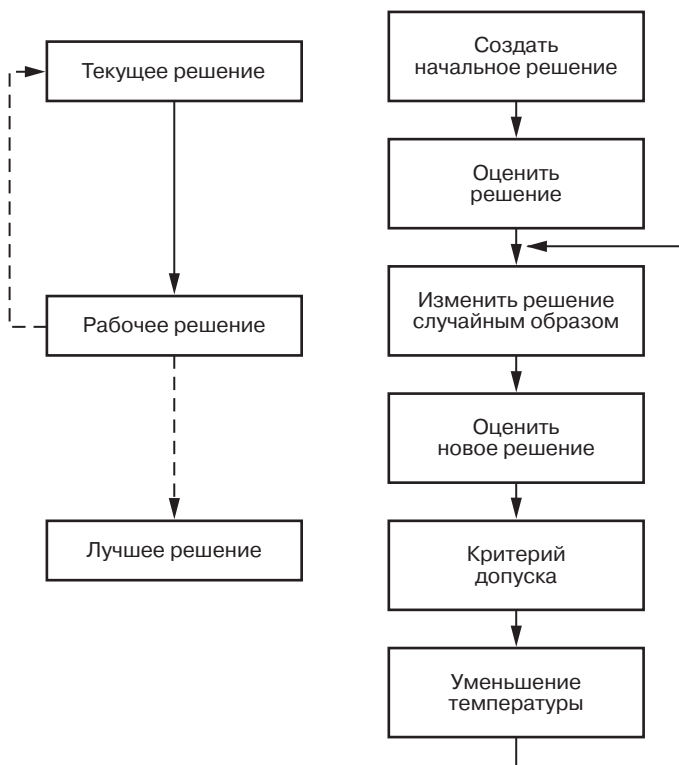 Текущее решение
Рабочее решение
Лучшее решение
Создать
начальное решение
Оценить
решение
Изменить решение
случайным образом
Оценить
новое решение
Критерий
допуска
Уменьшение
температуры